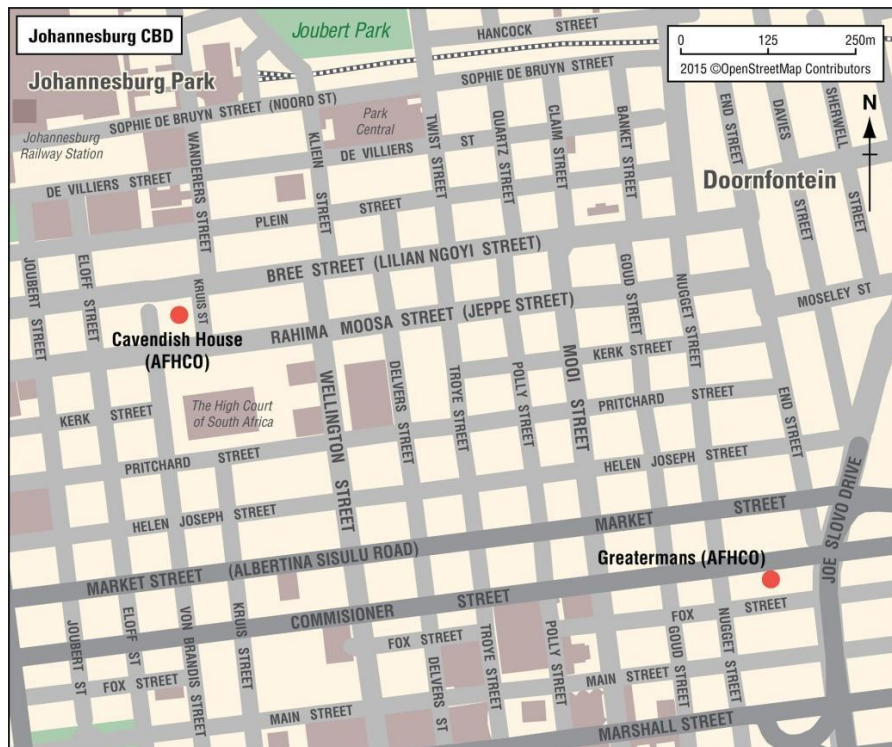 Johannesburg CBD
Joubert Park
HANCOCK STREET
0 125 250m
2015 ©OpenStreetMap Contributors
N
Johannesburg Park
SOPHIE DE BRUYN STREET
SOPHIE DE BRUYN STREET (NOORD ST)
Park
Central
Johannesburg
Railway Station
WANDERERS STREET
KLIEIN STREET
TWIST STREET
QUARTZ STREET
CLAIM STREET
BANKET STREET
END STREET
DAVIES
SHERWELL STREET
STREET
DE VILLIERS ST
DE VILLIERS STREET
Doornfontein
PLEIN STREET
BREE STREET (LILIAN NGOYI STREET)
JOUBERT STREET
ELOFF STREET
KRUIS ST
GOUD STREET
NUGGET STREET
MOSELEY ST
RAHIMA MOOSA STREET (JEPPE STREET)
Cavendish House
(AFHCO)
KERK STREET
WELLINGTON STREET
DELVERS STREET
TROYE STREET
POLLY STREET
MOOI STREET
KERK STREET
The High Court
of South Africa
PRITCHARD STREET
END STREET
PRITCHARD STREET
HELEN JOSEPH STREET
HELEN JOSEPH STREET
JOE SLOVO DRIVE
MARKET STREET
MARKET STREET (ALBERTINA SISULU ROAD)
Greatermans (AFHCO)
COMMISIONER STREET
FOX STREET
JOUBERT ST
ELOFF ST
VON BRANDIS STREET
KRUIS STREET
FOX STREET
DELVERS ST
TROYE STREET
POLLY STREET
GOUD STREET
NUGGET STREET
FOX STREET
MAIN STREET
MAIN STREET
MARSHALL STREET